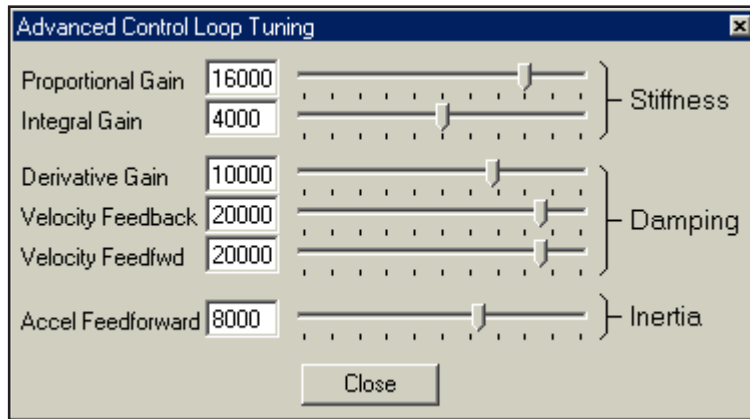 Advanced Control Loop Tuning
Proportional Gain 16000
Integral Gain 4000
Stiffness
Derivative Gain 10000
Velocity Feedback 20000
Velocity Feedfwd 20000
Damping
Accel Feedforward 8000
Inertia
Close